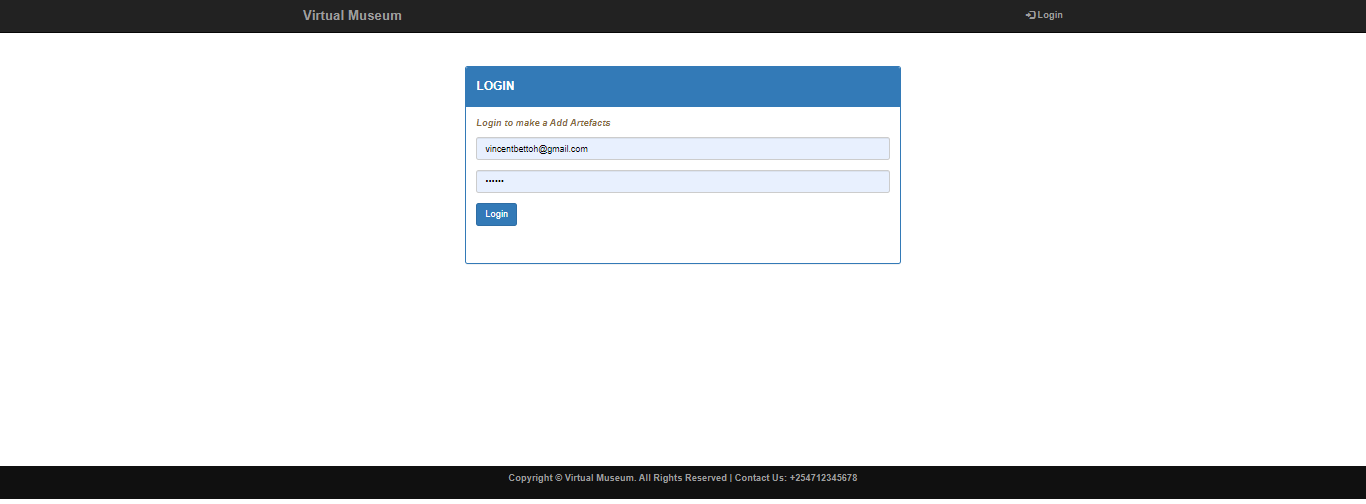 Virtual Museum
Login
LOGIN
Login to make a Add Artefacts
vincentbettoh@gmail.com
••••••
Login
Copyright © Virtual Museum. All Rights Reserved | Contact Us: +254712345678